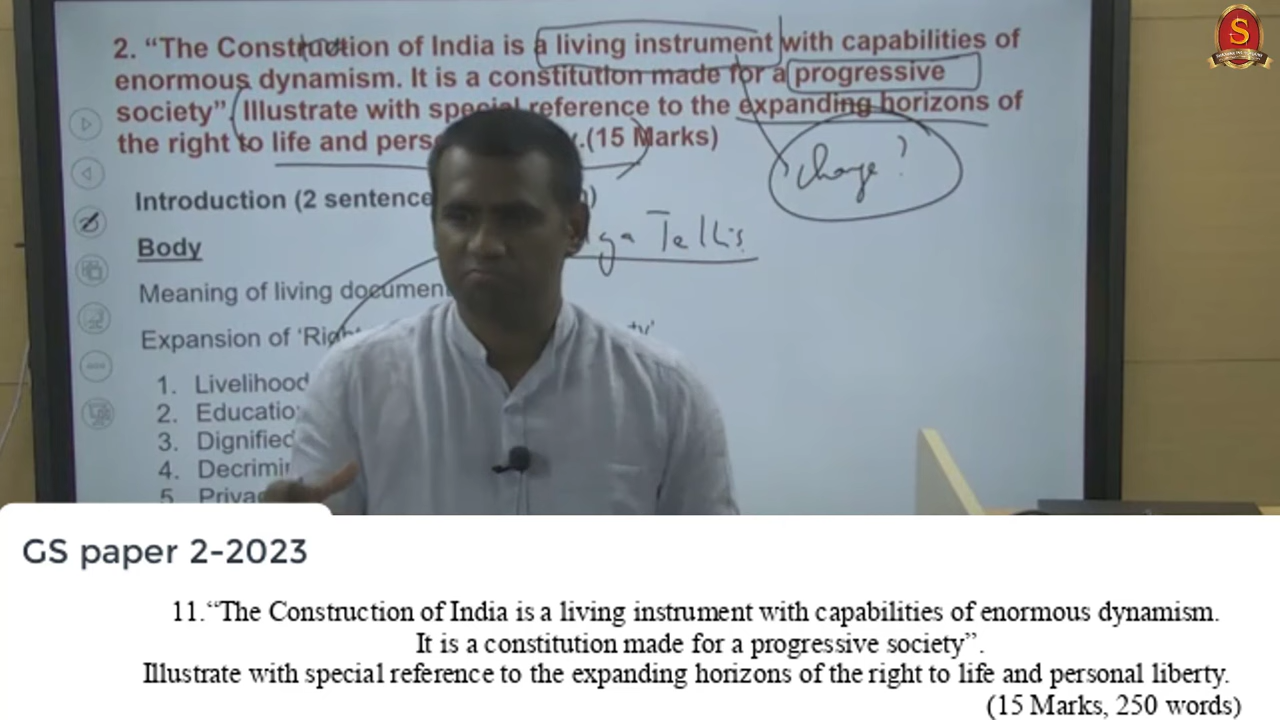 2. “The Construction of India is a living instrument with capabilities of
enormous dynamism. It is a constitution made for a progressive
society”. Illustrate with special reference to the expanding horizons of
the right to life and pers .(15 Marks)
Change?
Introduction (2 sentence )
Tellis
Body
Meaning of living documen
Expansion of ‘Righ
1. Livelihood
2. Educatio
3. Dignified
4. Decrimi
5. Priva
S
GS paper 2-2023
11.“The Construction of India is a living instrument with capabilities of enormous dynamism.
It is a constitution made for a progressive society”.
Illustrate with special reference to the expanding horizons of the right to life and personal liberty.
(15 Marks, 250 words)